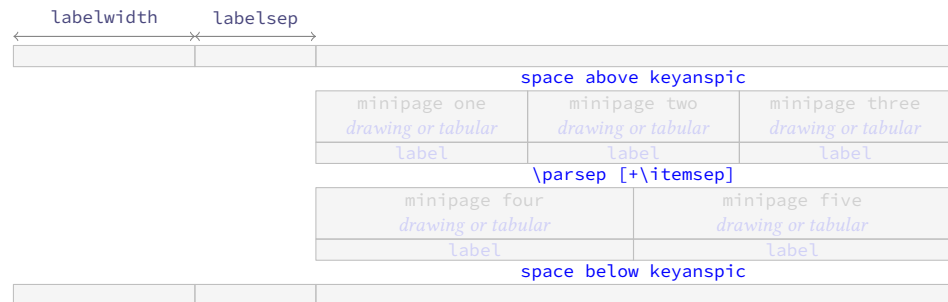 labelwidth labelsep
space above keyanspic
minipage one minipage two minipage three
drawing or tabular drawing or tabular drawing or tabular
label label label
\parsep [+\itemsep]
minipage four minipage five
drawing or tabular drawing or tabular
label label
space below keyanspic